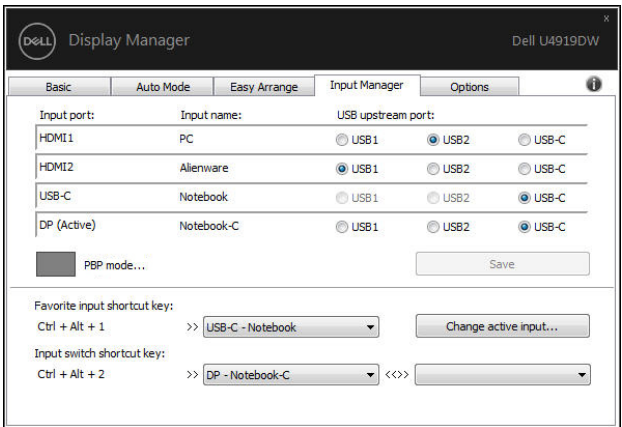 x
DELL Display Manager Dell U4919DW
Basic Auto Mode Easy Arrange Input Manager Options i
Input port: Input name: USB upstream port:
HDMI1 PC USB1 USB2 USB-C
HDMI2 Alienware USB1 USB2 USB-C
USB-C Notebook USB1 USB2 USB-C
DP (Active) Notebook-C USB1 USB2 USB-C
PBP mode... Save
Favorite input shortcut key:
Ctrl + Alt + 1 >> USB-C - Notebook Change active input...
Input switch shortcut key:
Ctrl + Alt + 2 >> DP - Notebook-C <<>>